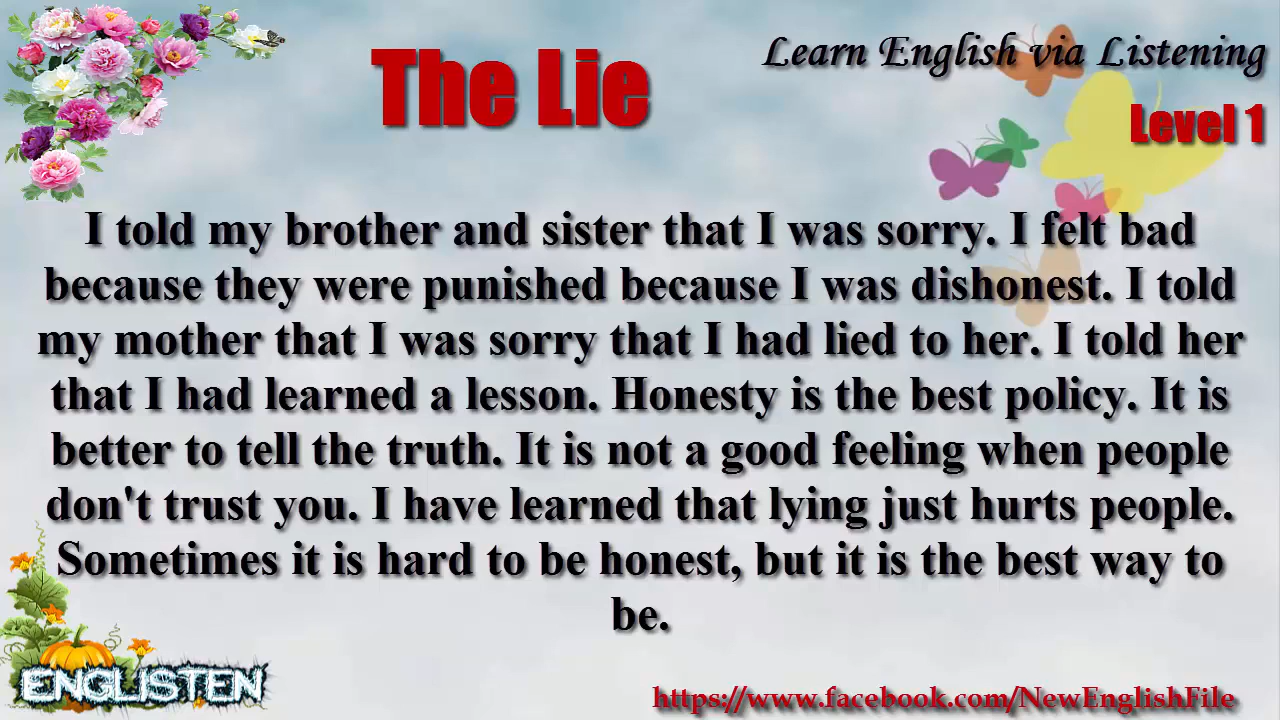 The Lie
Learn English via Listening
Level 1
I told my brother and sister that I was sorry. I felt bad
because they were punished because I was dishonest. I told
my mother that I was sorry that I had lied to her. I told her
that I had learned a lesson. Honesty is the best policy. It is
better to tell the truth. It is not a good feeling when people
don't trust you. I have learned that lying just hurts people.
Sometimes it is hard to be honest, but it is the best way to
be.
ENGLISTEN
https://www.facebook.com/NewEnglishFile